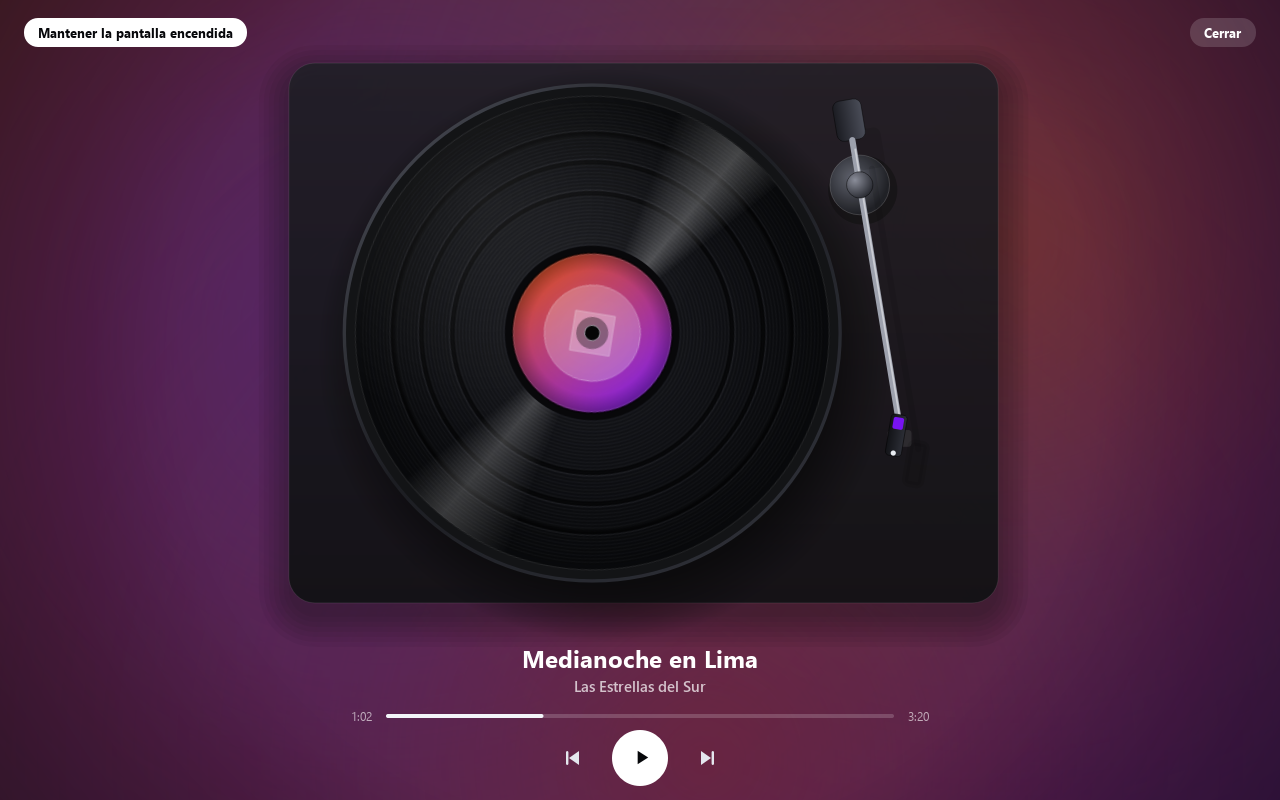 Mantener la pantalla encendida
Cerrar
Medianoche en Lima
Las Estrellas del Sur
1:02
3:20